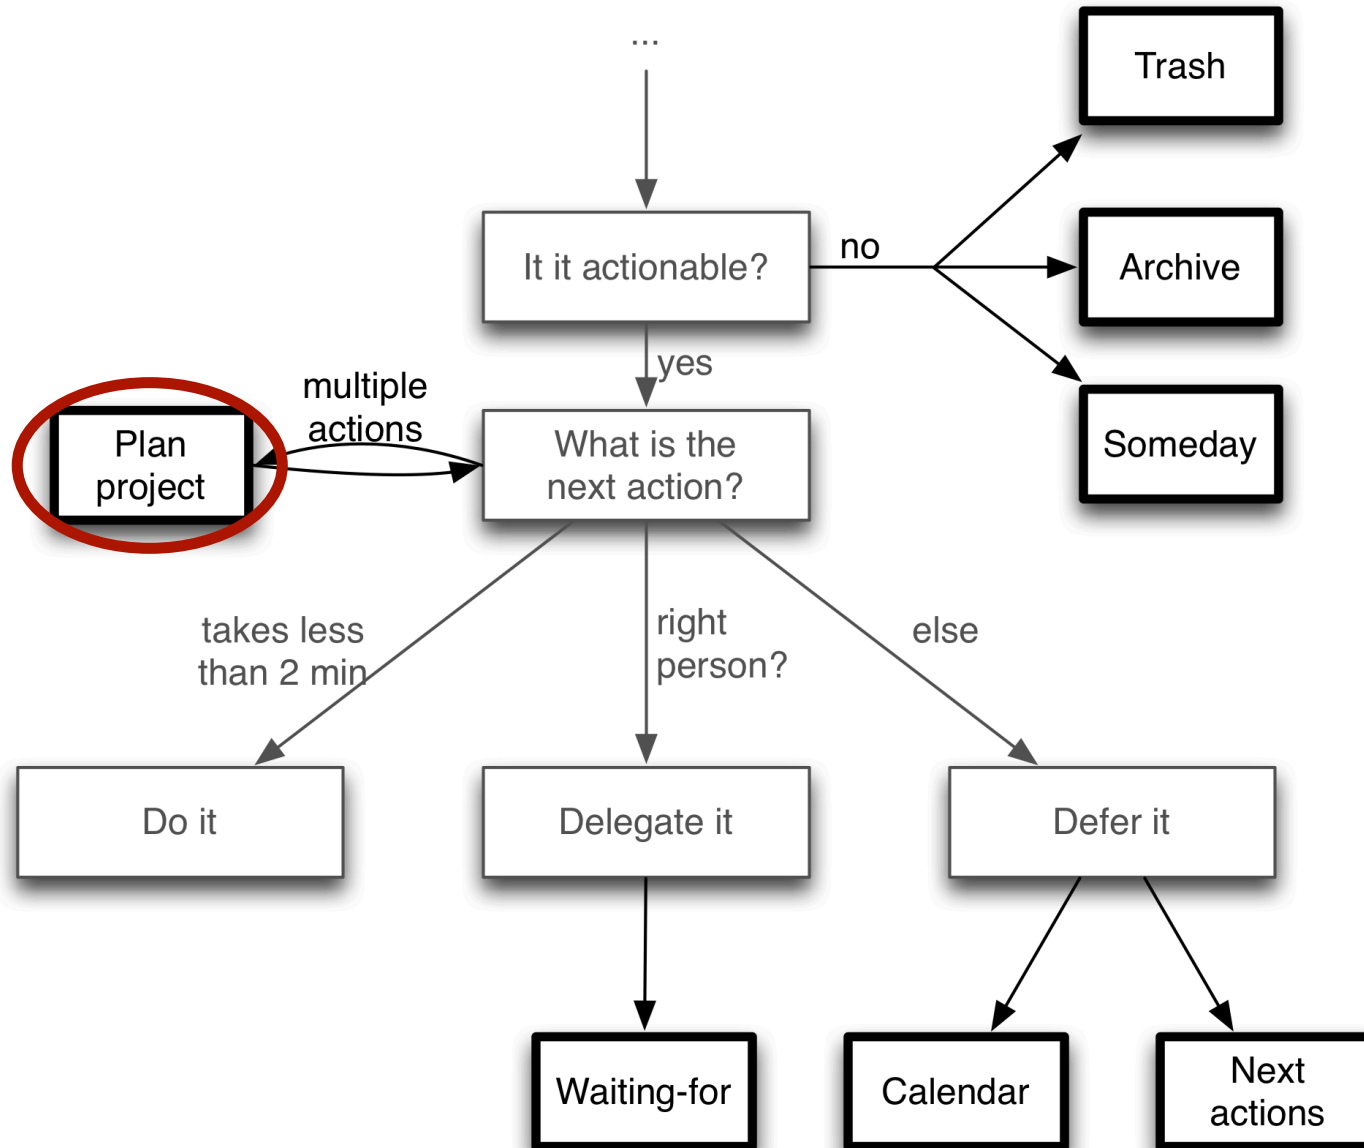 ...
Trash
It it actionable?
no
Archive
yes
multiple
actions
Plan
project
What is the
next action?
Someday
takes less
than 2 min
right
person?
else
Do it
Delegate it
Defer it
Waiting-for
Calendar
Next
actions